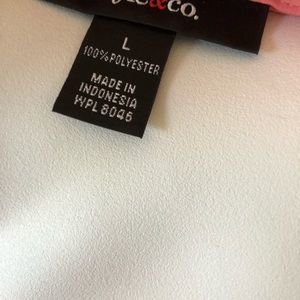 &co.
L
100% POLYESTER
MADE IN
INDONESIA
WPL 8046